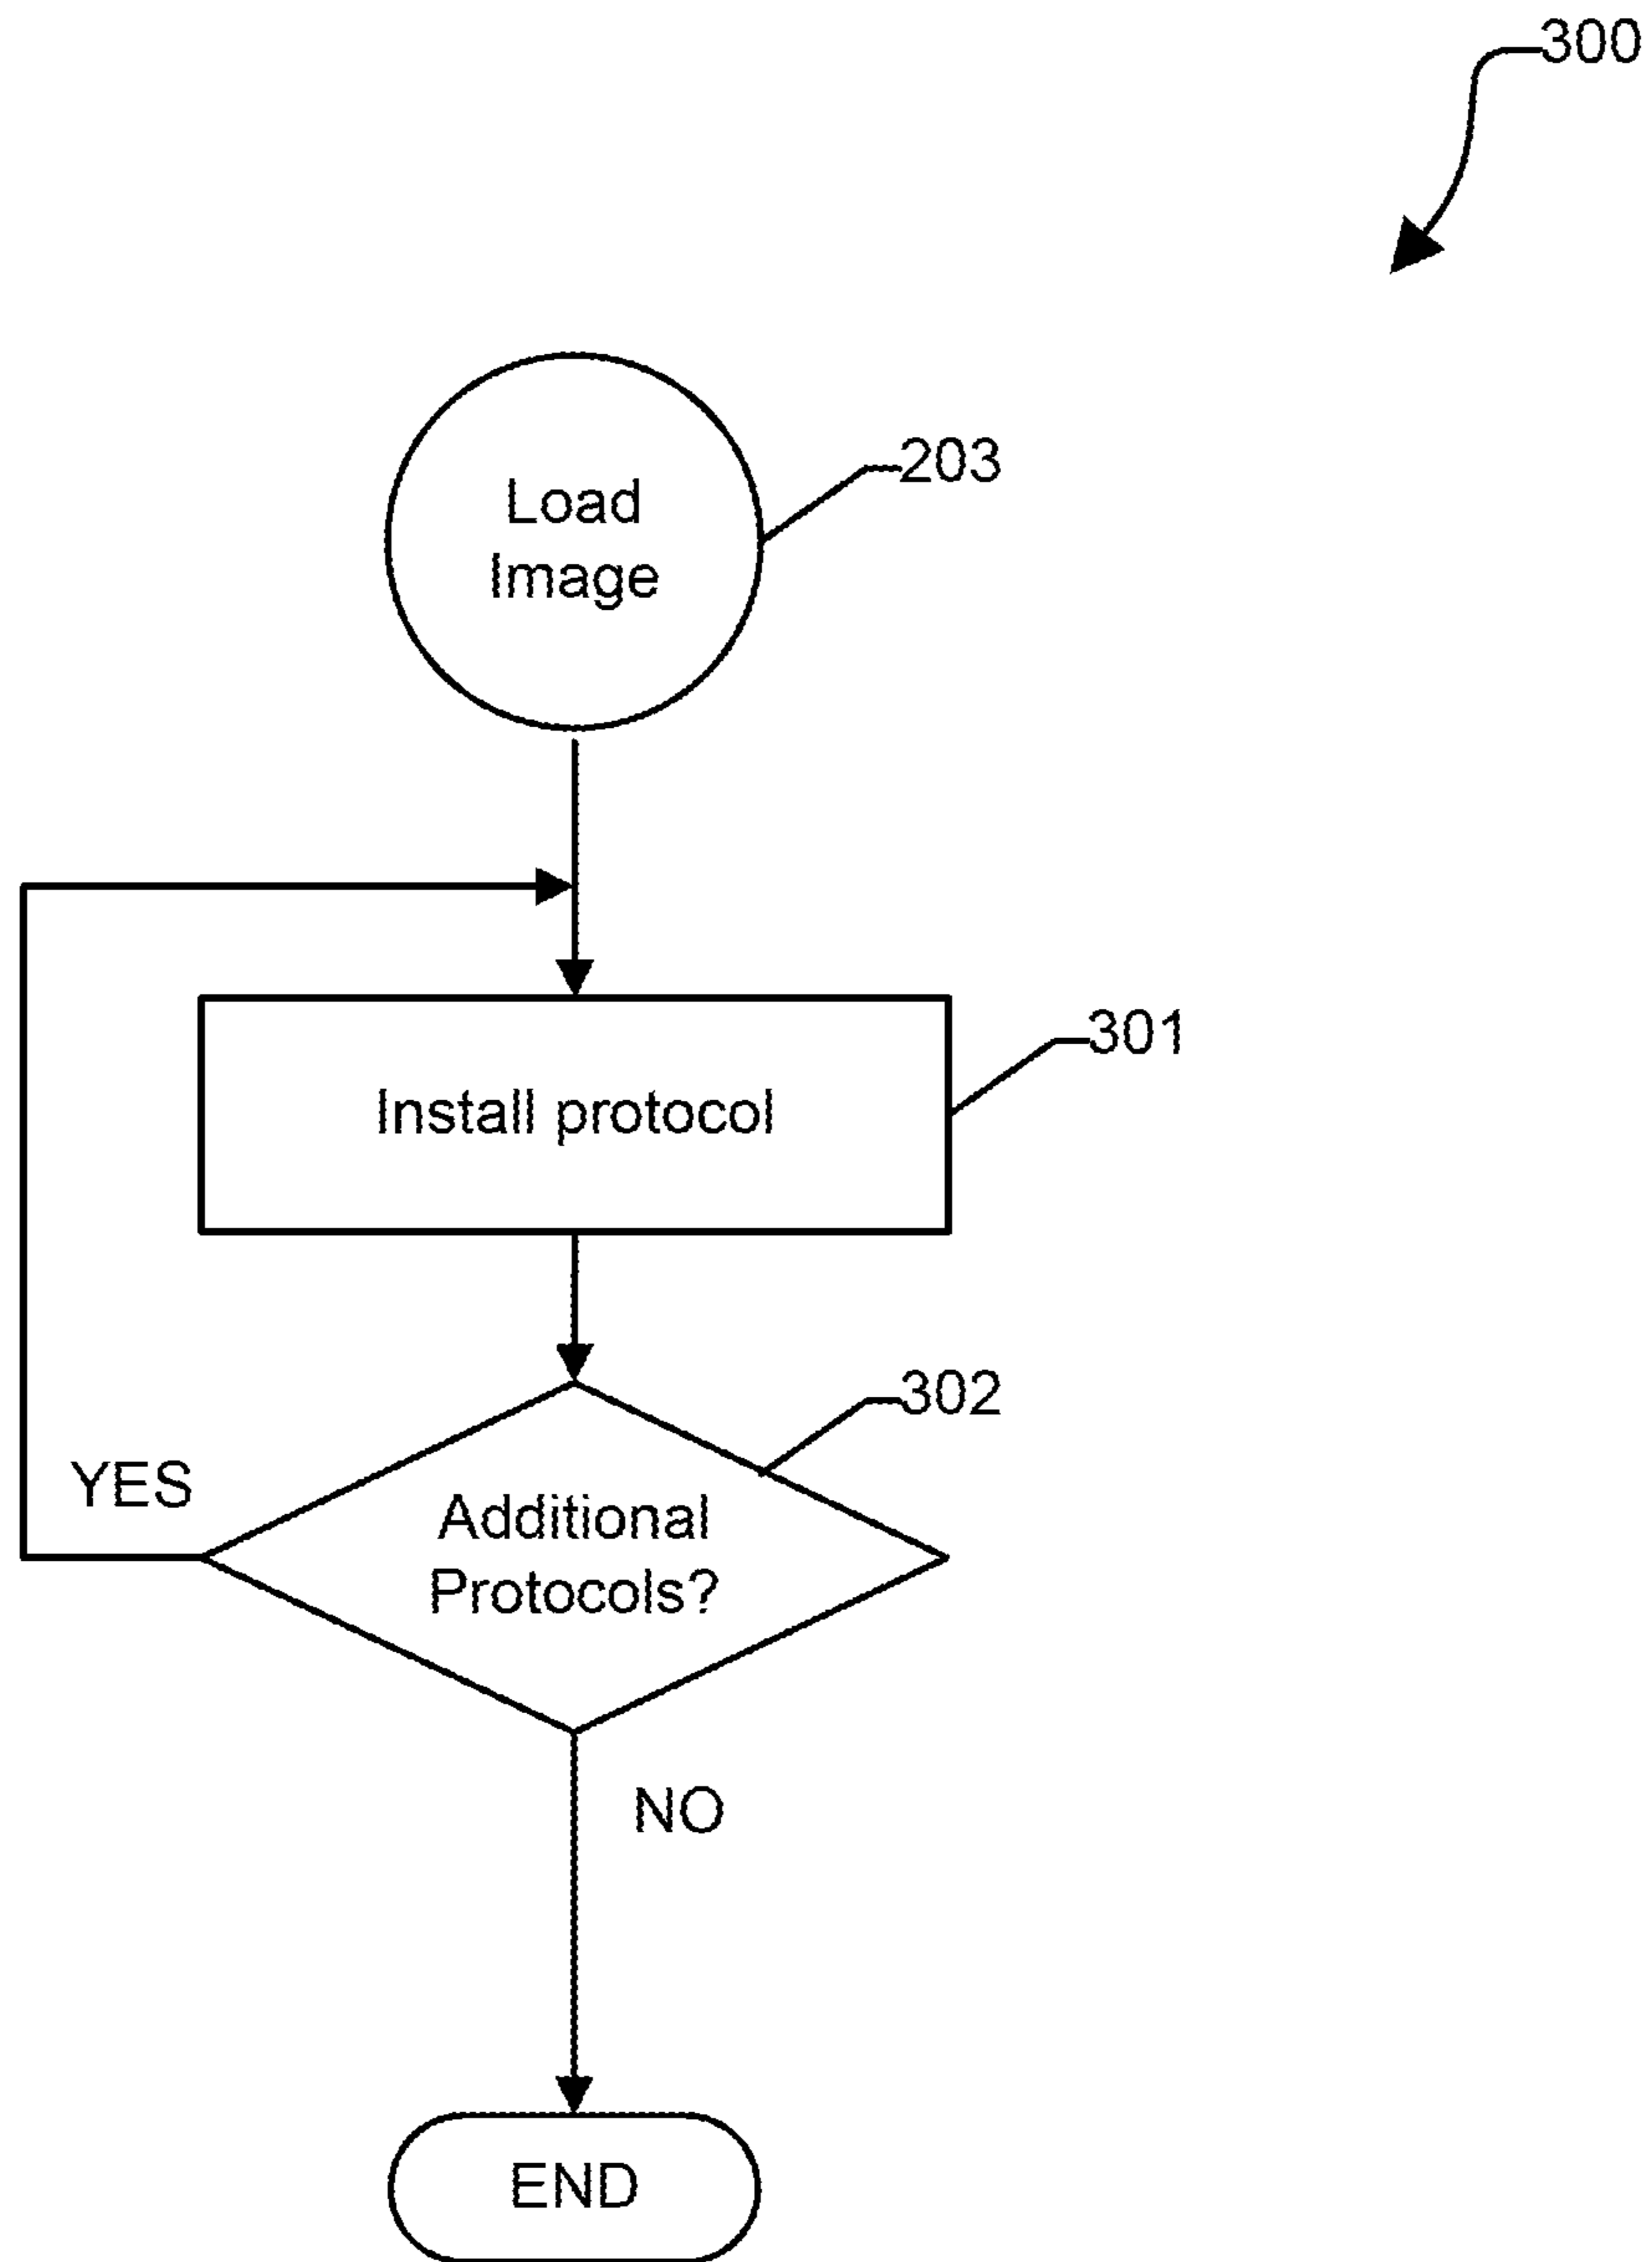 300
Load
Image
203
Install protocol
301
302
YES
Additional
Protocols?
NO
END